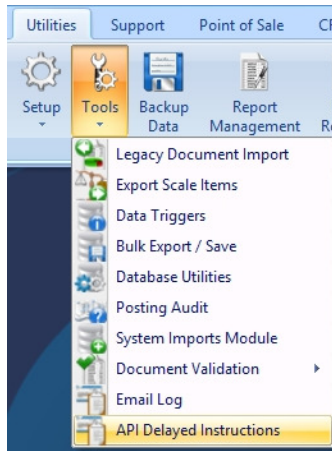 Utilities Support Point of Sale
Setup Tools Backup Data Report Management
Legacy Document Import
Export Scale Items
Data Triggers
Bulk Export / Save
Database Utilities
Posting Audit
System Imports Module
Document Validation
Email Log
API Delayed Instructions